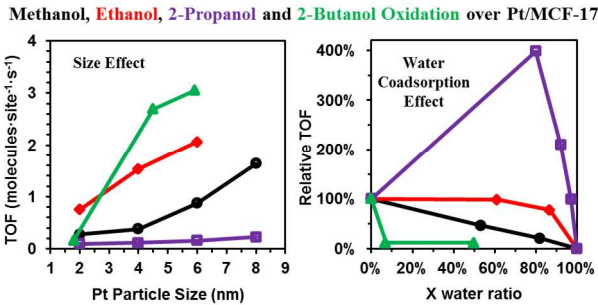 Methanol, Ethanol, 2-Propanol and 2-Butanol Oxidation over Pt/MCF-17
Size Effect
TOF (molecules·site⁻¹·s⁻¹)
4
3
2
1
0
1 2 3 4 5 6 7 8 9
Pt Particle Size (nm)
Water
Coadsorption
Effect
Relative TOF
400%
300%
200%
100%
0%
0% 20% 40% 60% 80% 100%
X water ratio